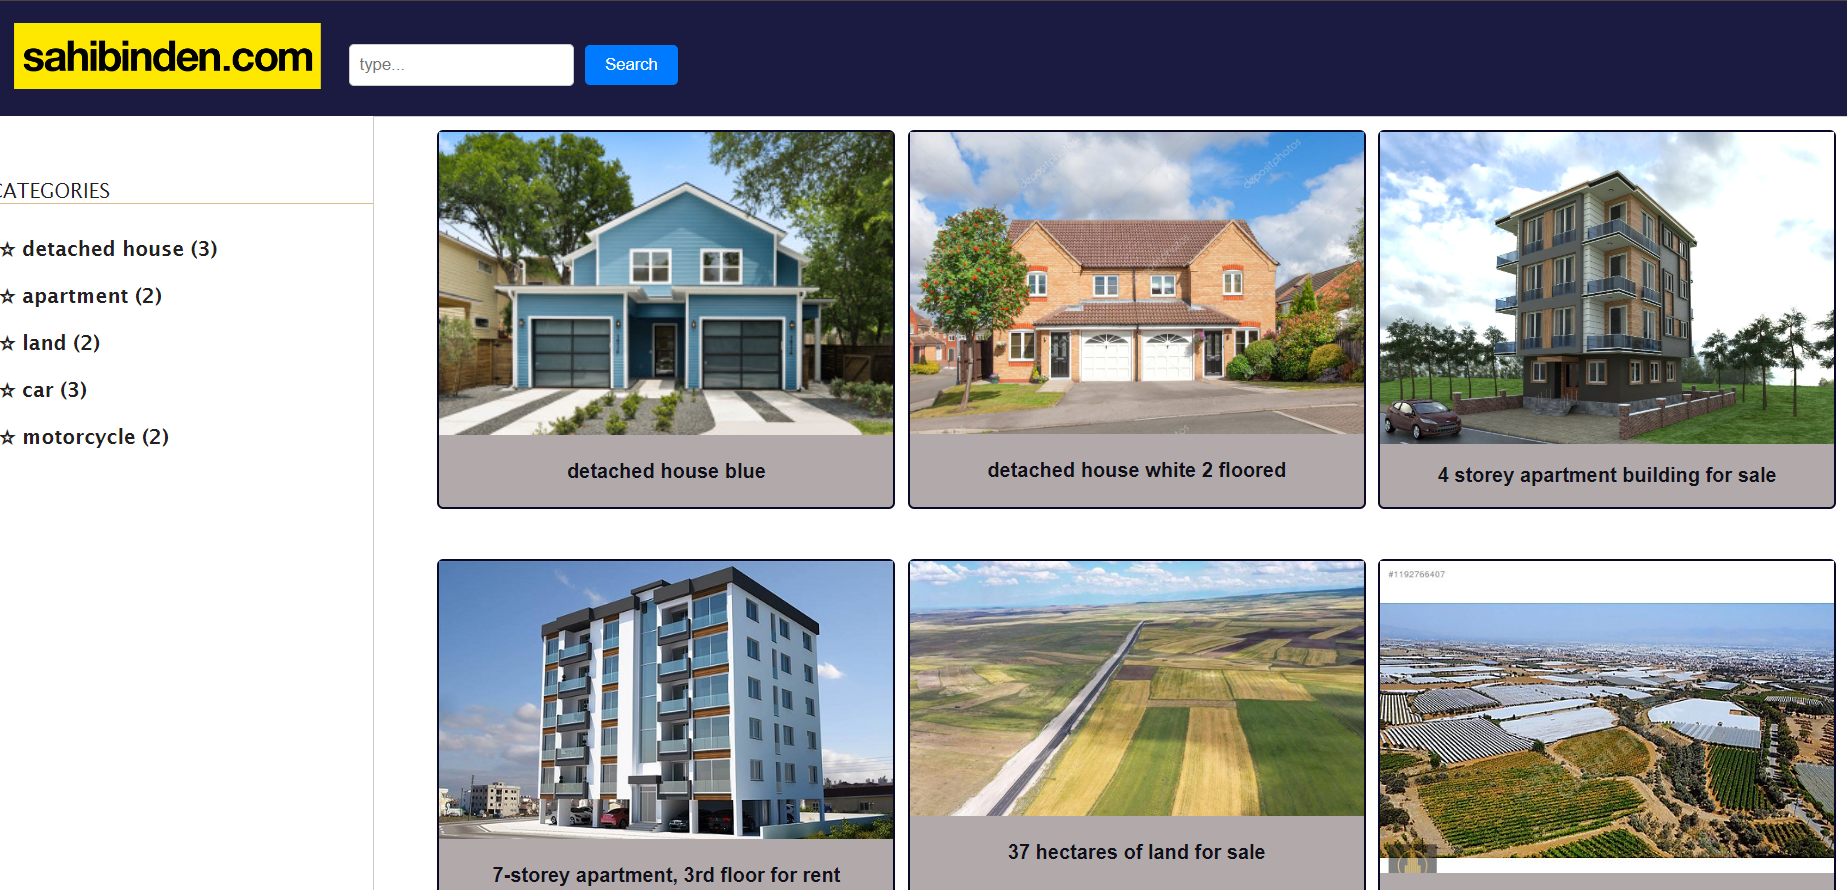 sahibinden.com
type...
Search
CATEGORIES
☆ detached house (3)
☆ apartment (2)
☆ land (2)
☆ car (3)
☆ motorcycle (2)
depositphotos
detached house blue
detached house white 2 floored
4 storey apartment building for sale
#1192766407
7-storey apartment, 3rd floor for rent
37 hectares of land for sale